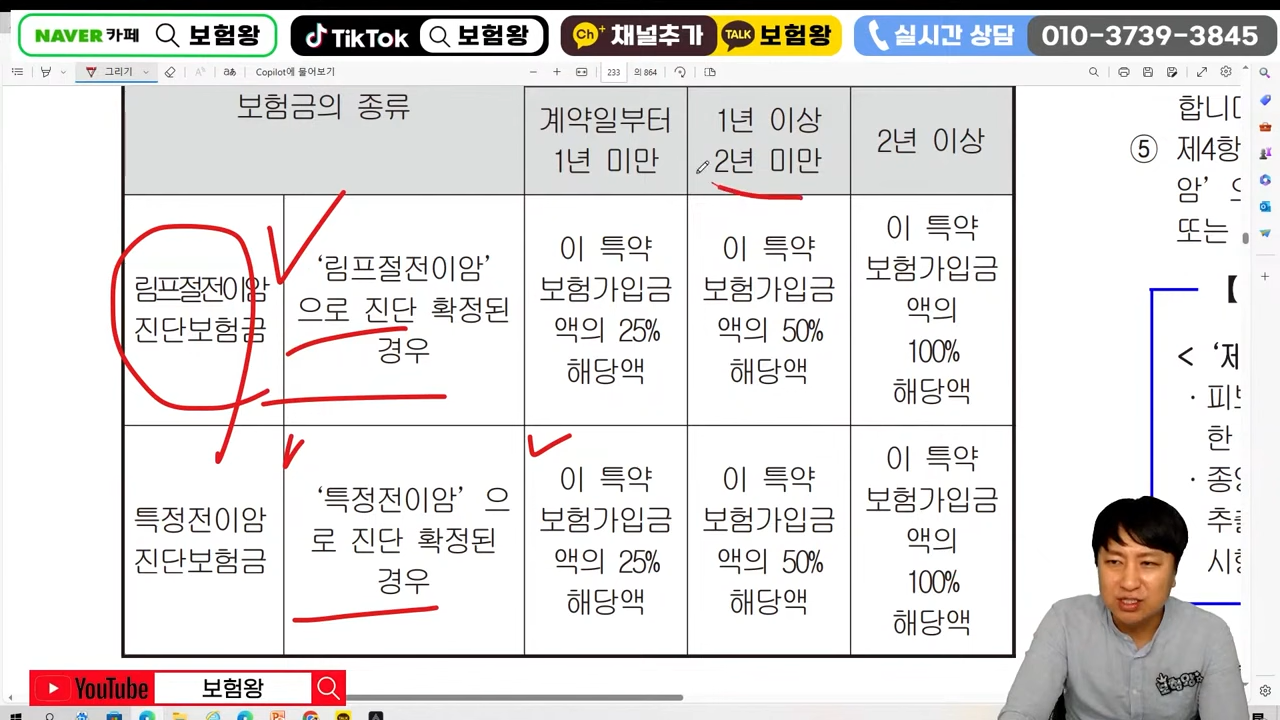 NAVER 카페 보험왕
TikTok 보험왕
Ch+ 채널추가 TALK 보험왕
실시간 상담 010-3739-3845
그리기
aあ
Copilot에 물어보기
233 의 864
보험금의 종류
계약일부터
1년 미만
1년 이상
2년 미만
2년 이상
림프절전이암
진단보험금
‘림프절전이암’
으로 진단 확정된
경우
이 특약
보험가입금
액의 25%
해당액
이 특약
보험가입금
액의 50%
해당액
이 특약
보험가입금
액의
100%
해당액
특정전이암
진단보험금
‘특정전이암’ 으
로 진단 확정된
경우
이 특약
보험가입금
액의 25%
해당액
이 특약
보험가입금
액의 50%
해당액
이 특약
보험가입금
액의
100%
해당액
⑤ 제4항
또는
한
YouTube 보험왕